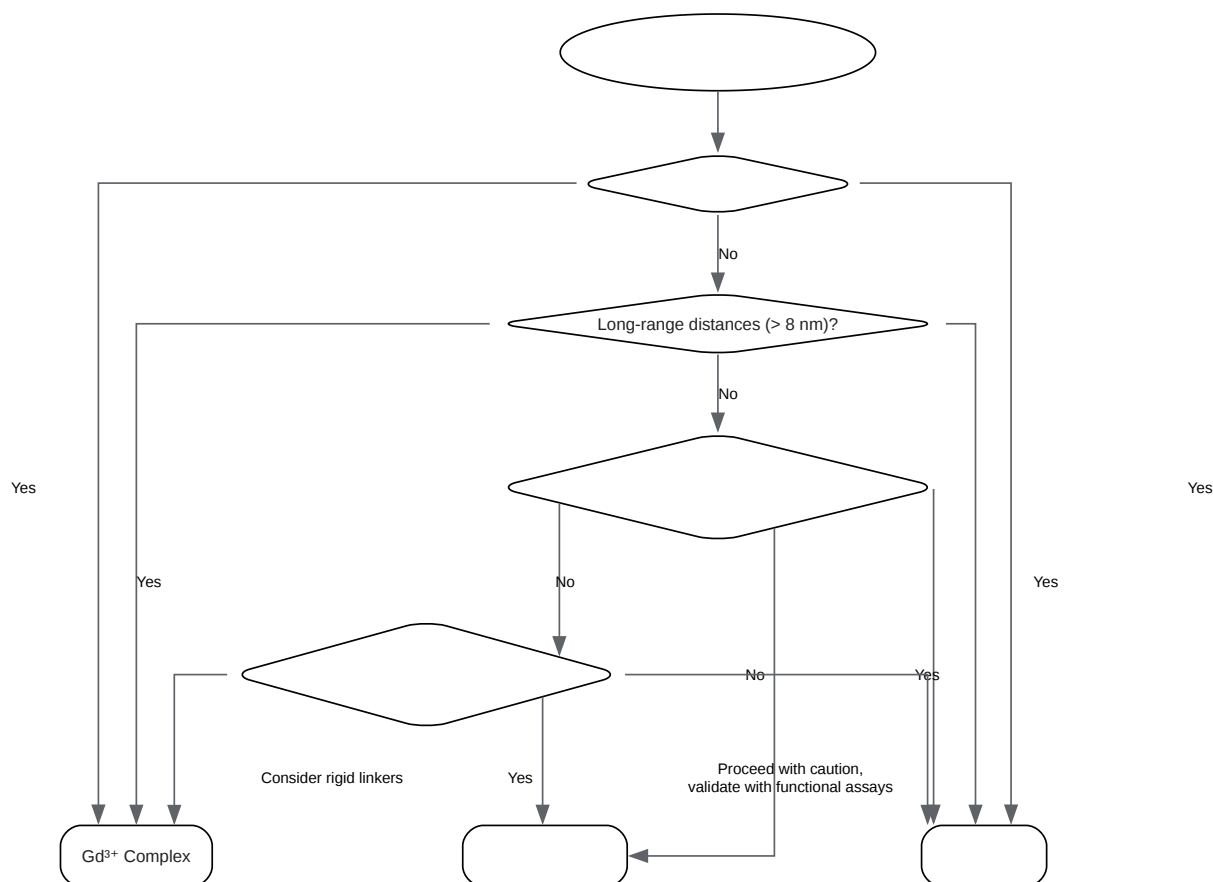 No
Long-range distances (> 8 nm)?
No
Yes
Yes
Yes
No
Yes
No
Yes
Consider rigid linkers
Yes
Proceed with caution,
validate with functional assays
Gd³⁺ Complex